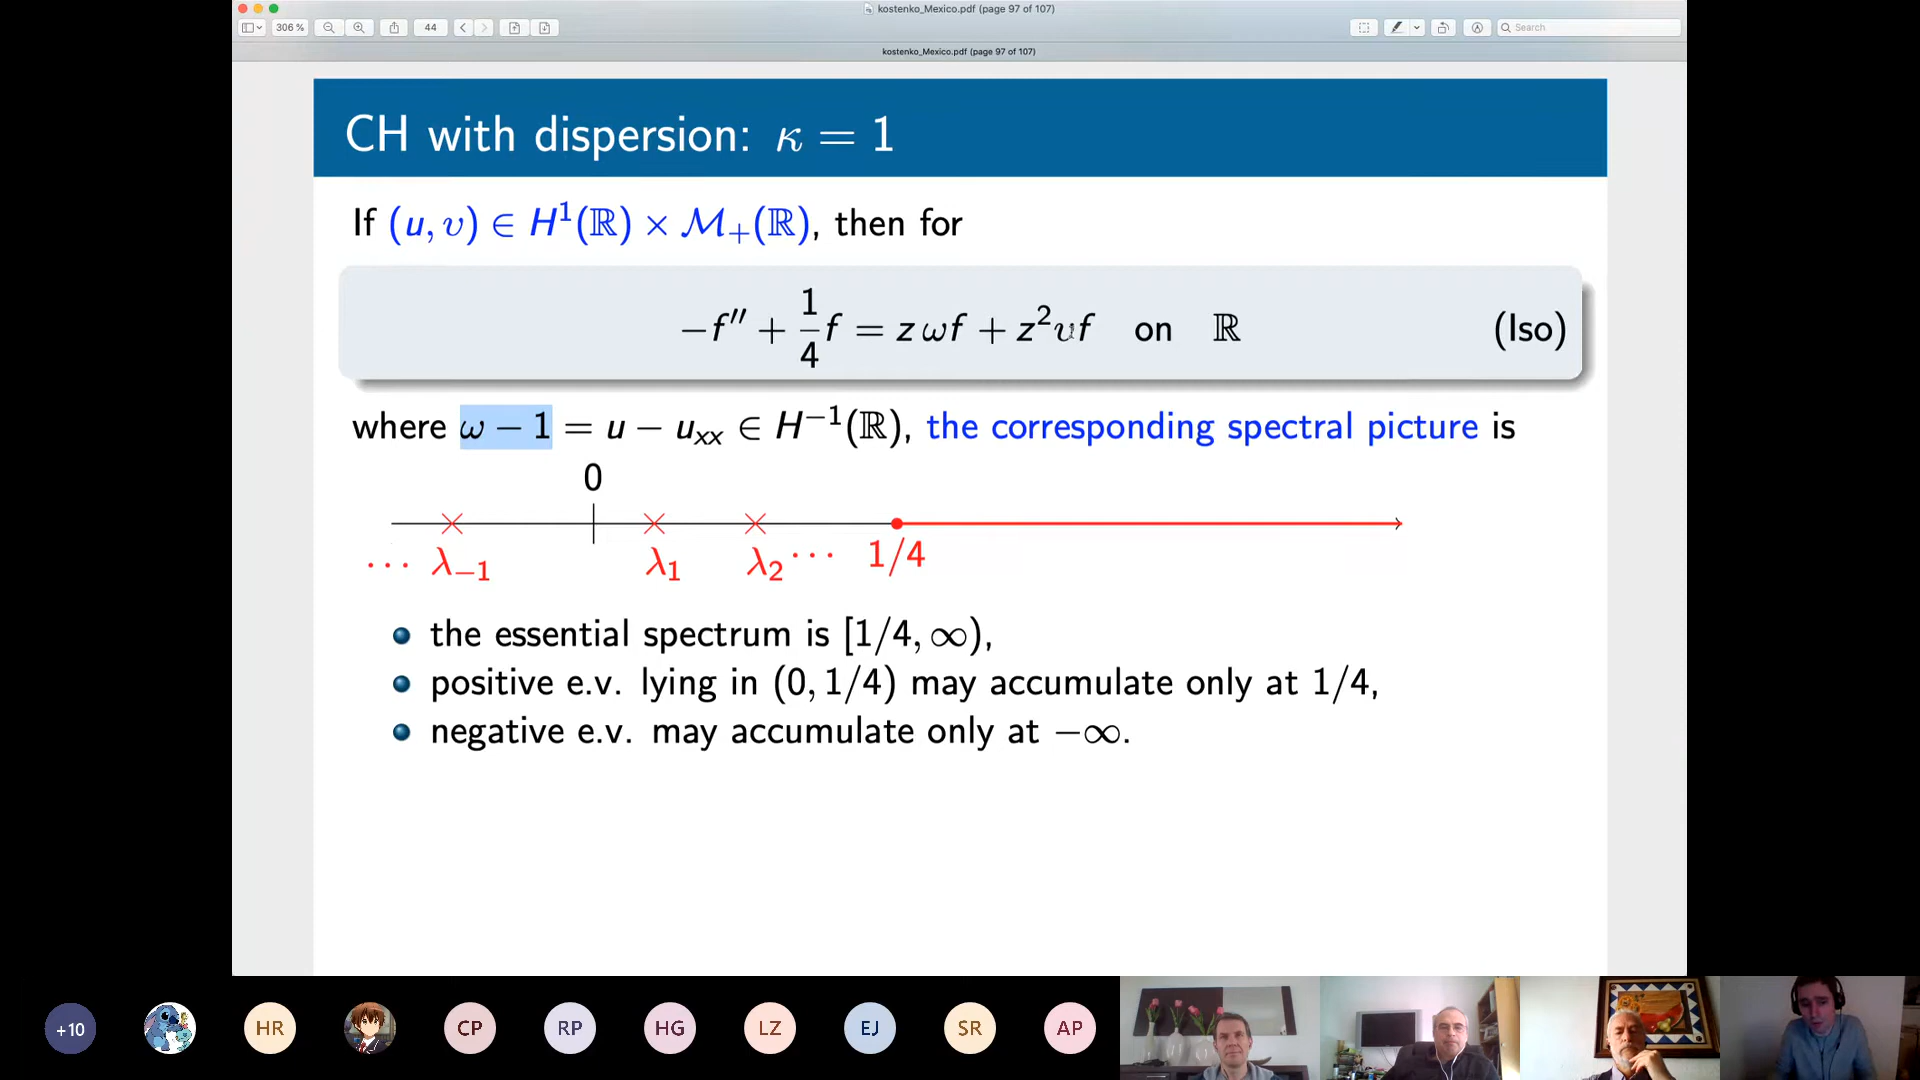 kostenko_Mexico.pdf (page 97 of 107)
306 %
44
Search
kostenko_Mexico.pdf (page 97 of 107)
CH with dispersion: κ = 1
If (u, υ) ∈ H¹(ℝ) × ℳ₊(ℝ), then for
−f″ + 1/4 f = z ωf + z²υf on ℝ (Iso)
where ω − 1 = u − uₓₓ ∈ H⁻¹(ℝ), the corresponding spectral picture is
0
··· λ₋₁ λ₁ λ₂ ··· 1/4
the essential spectrum is [1/4, ∞),
positive e.v. lying in (0, 1/4) may accumulate only at 1/4,
negative e.v. may accumulate only at −∞.
+10 HR CP RP HG LZ EJ SR AP